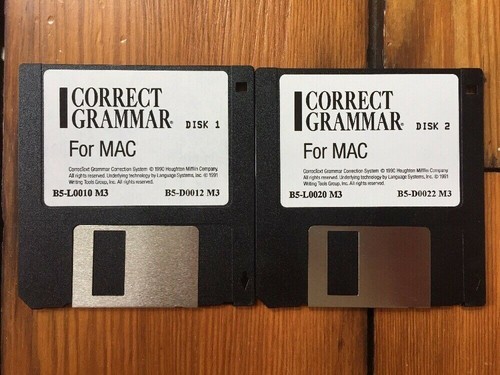 CORRECT
GRAMMAR® DISK 1
For MAC
CorrecText Grammar Correction System © 1990 Houghton Mifflin Company
All rights reserved. Underlying technology by Language Systems, Inc. © 1991
Writing Tools Group, Inc. All rights reserved.
B5-L0010 M3 B5-D0012 M3
CORRECT
GRAMMAR® DISK 2
For MAC
CorrecText Grammar Correction System © 1990 Houghton Mifflin Company
All rights reserved. Underlying technology by Language Systems, Inc. © 1991
Writing Tools Group, Inc. All rights reserved.
B5-L0020 M3 B5-D0022 M3